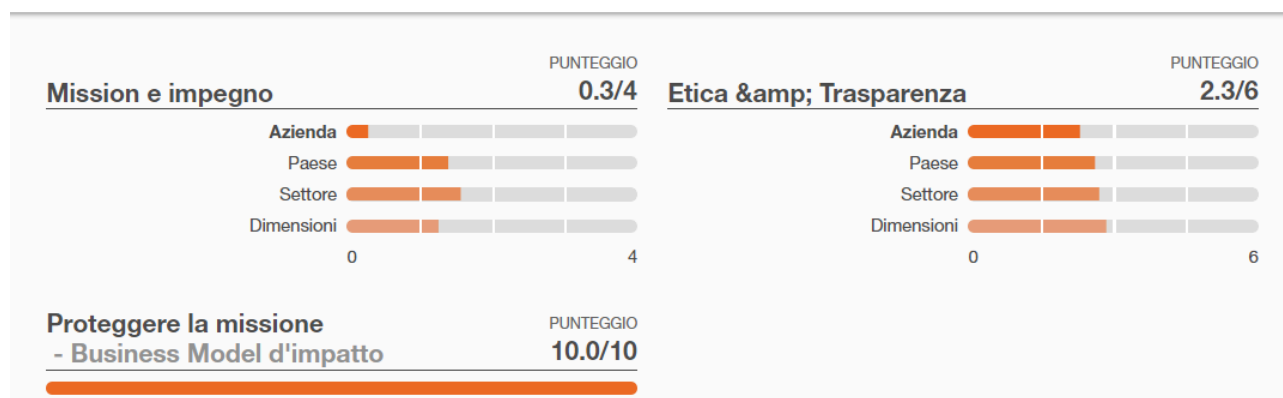 PUNTEGGIO
Mission e impegno 0.3/4
Azienda
Paese
Settore
Dimensioni
0 4
PUNTEGGIO
Etica &amp; Trasparenza 2.3/6
Azienda
Paese
Settore
Dimensioni
0 6
Proteggere la missione PUNTEGGIO
- Business Model d'impatto 10.0/10